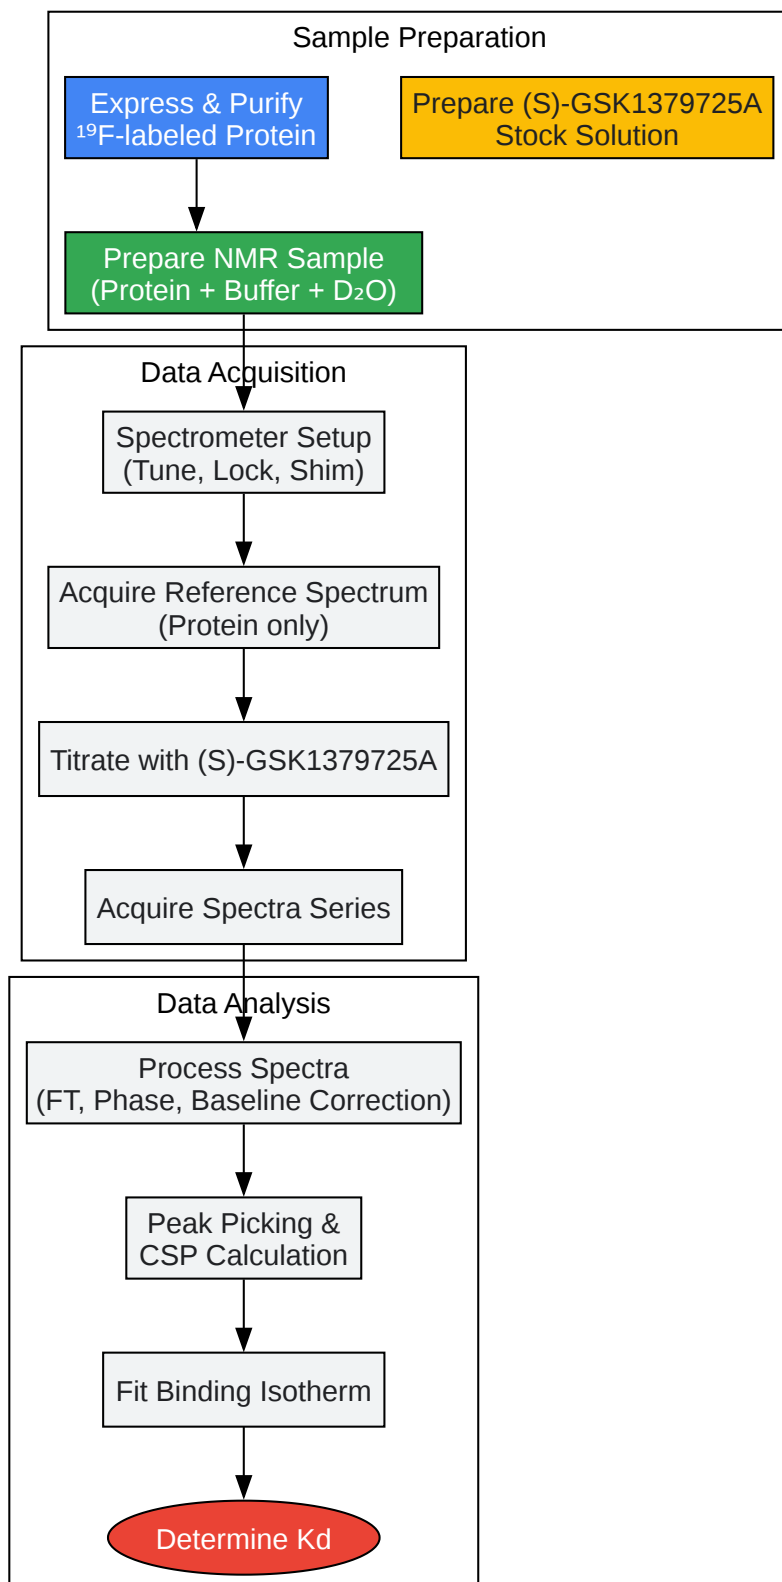 Sample Preparation
Express & Purify
¹⁹F-labeled Protein
Prepare (S)-GSK1379725A
Stock Solution
Prepare NMR Sample
(Protein + Buffer + D₂O)
Data Acquisition
Spectrometer Setup
(Tune, Lock, Shim)
Acquire Reference Spectrum
(Protein only)
Titrate with (S)-GSK1379725A
Acquire Spectra Series
Data Analysis
Process Spectra
(FT, Phase, Baseline Correction)
Peak Picking &
CSP Calculation
Fit Binding Isotherm
Determine Kd